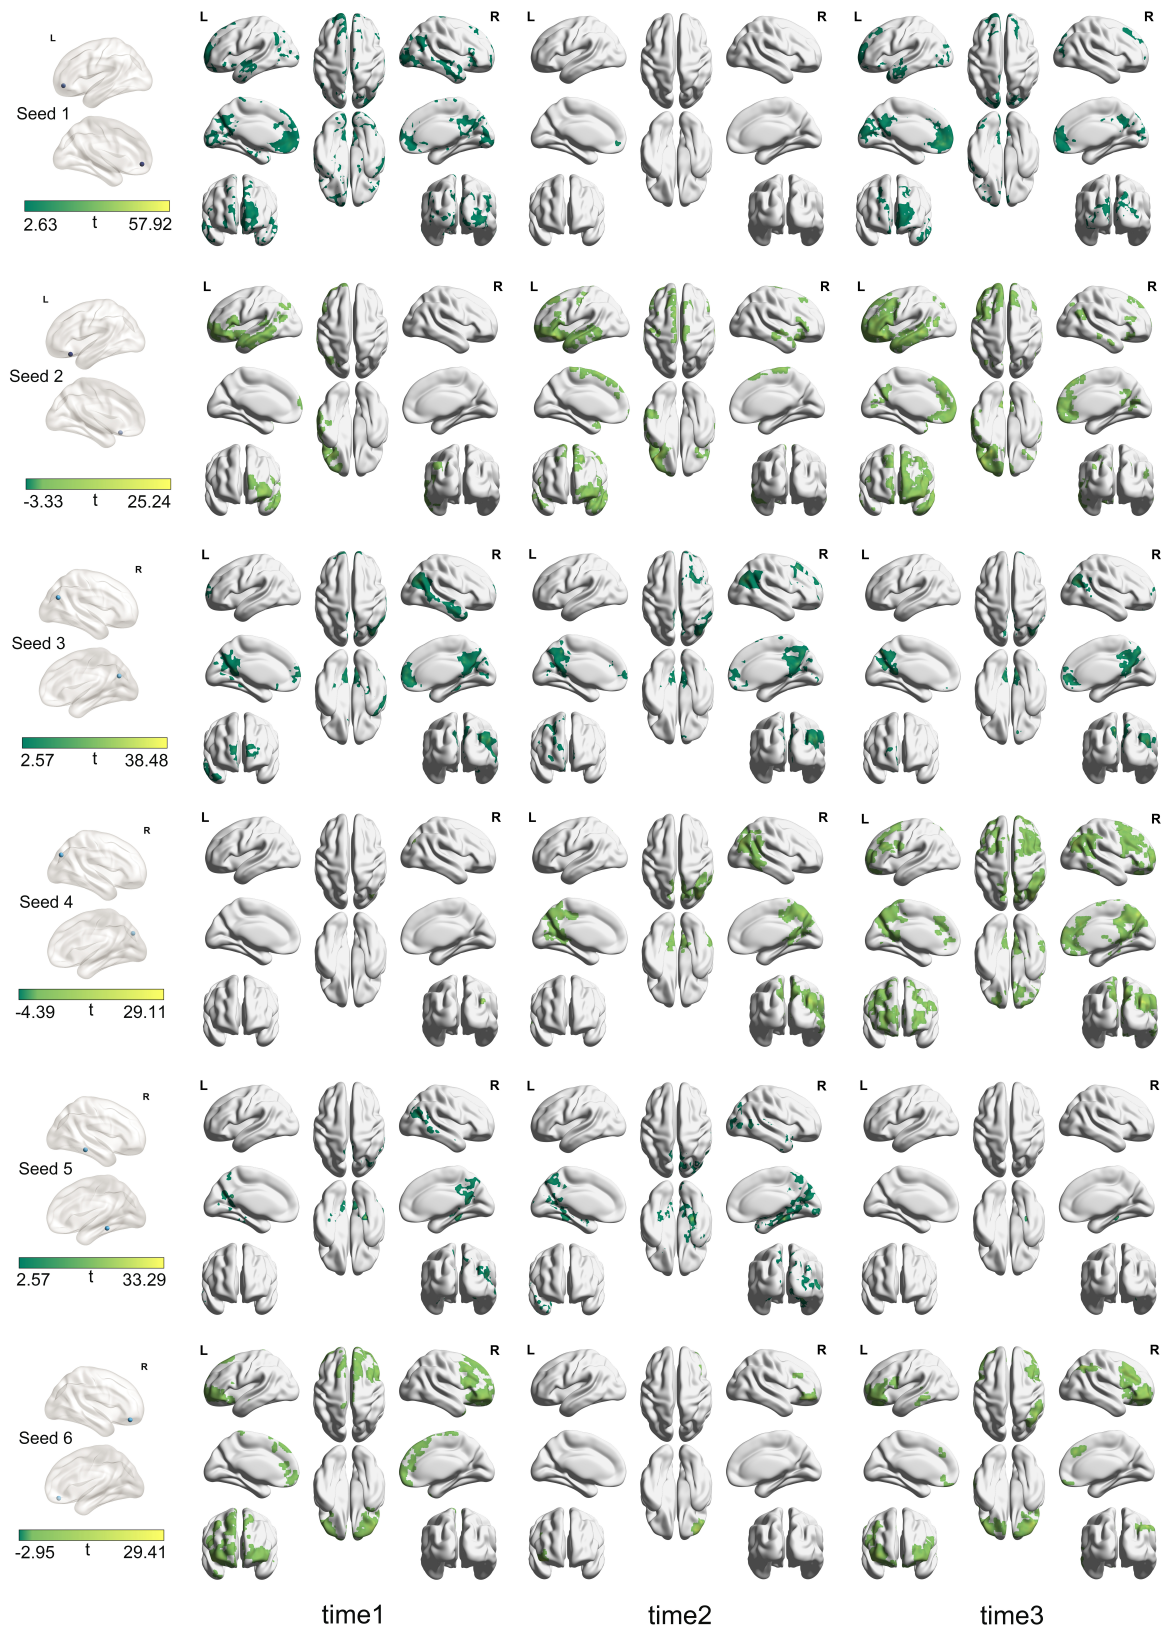 L
Seed 1
2.63 t 57.92
L R L R L R
L
Seed 2
-3.33 t 25.24
L R L R L R
R
Seed 3
2.57 t 38.48
L R L R L R
R
Seed 4
-4.39 t 29.11
L R L R L R
R
Seed 5
2.57 t 33.29
L R L R L R
R
Seed 6
-2.95 t 29.41
L R L R L R
time1 time2 time3